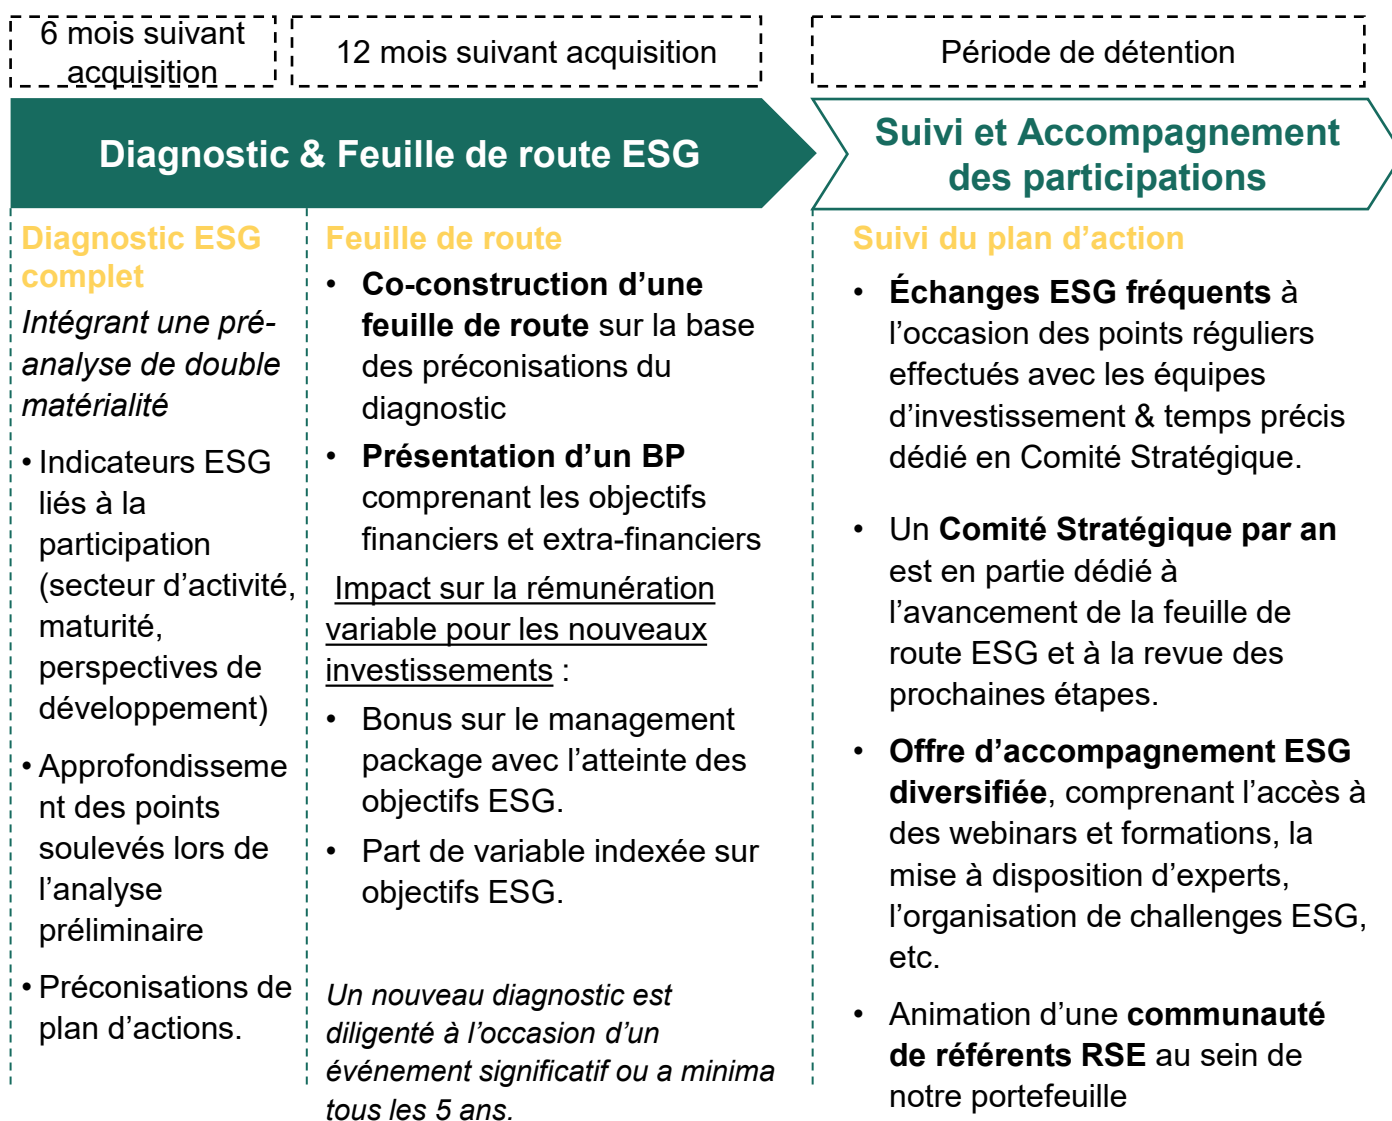 6 mois suivant
acquisition
12 mois suivant acquisition
Période de détention
Diagnostic & Feuille de route ESG
Suivi et Accompagnement
des participations
Diagnostic ESG
complet
Intégrant une pré-
analyse de double
matérialité
• Indicateurs ESG
liés à la
participation
(secteur d’activité,
maturité,
perspectives de
développement)
• Approfondisseme
nt des points
soulevés lors de
l’analyse
préliminaire
• Préconisations de
plan d’actions.
Feuille de route
• Co-construction d’une
feuille de route sur la base
des préconisations du
diagnostic
• Présentation d’un BP
comprenant les objectifs
financiers et extra-financiers
Impact sur la rémunération
variable pour les nouveaux
investissements :
• Bonus sur le management
package avec l’atteinte des
objectifs ESG.
• Part de variable indexée sur
objectifs ESG.
Un nouveau diagnostic est
diligenté à l’occasion d’un
événement significatif ou a minima
tous les 5 ans.
Suivi du plan d’action
• Échanges ESG fréquents à
l’occasion des points réguliers
effectués avec les équipes
d’investissement & temps précis
dédié en Comité Stratégique.
• Un Comité Stratégique par an
est en partie dédié à
l’avancement de la feuille de
route ESG et à la revue des
prochaines étapes.
• Offre d’accompagnement ESG
diversifiée, comprenant l’accès à
des webinars et formations, la
mise à disposition d’experts,
l’organisation de challenges ESG,
etc.
• Animation d’une communauté
de référents RSE au sein de
notre portefeuille